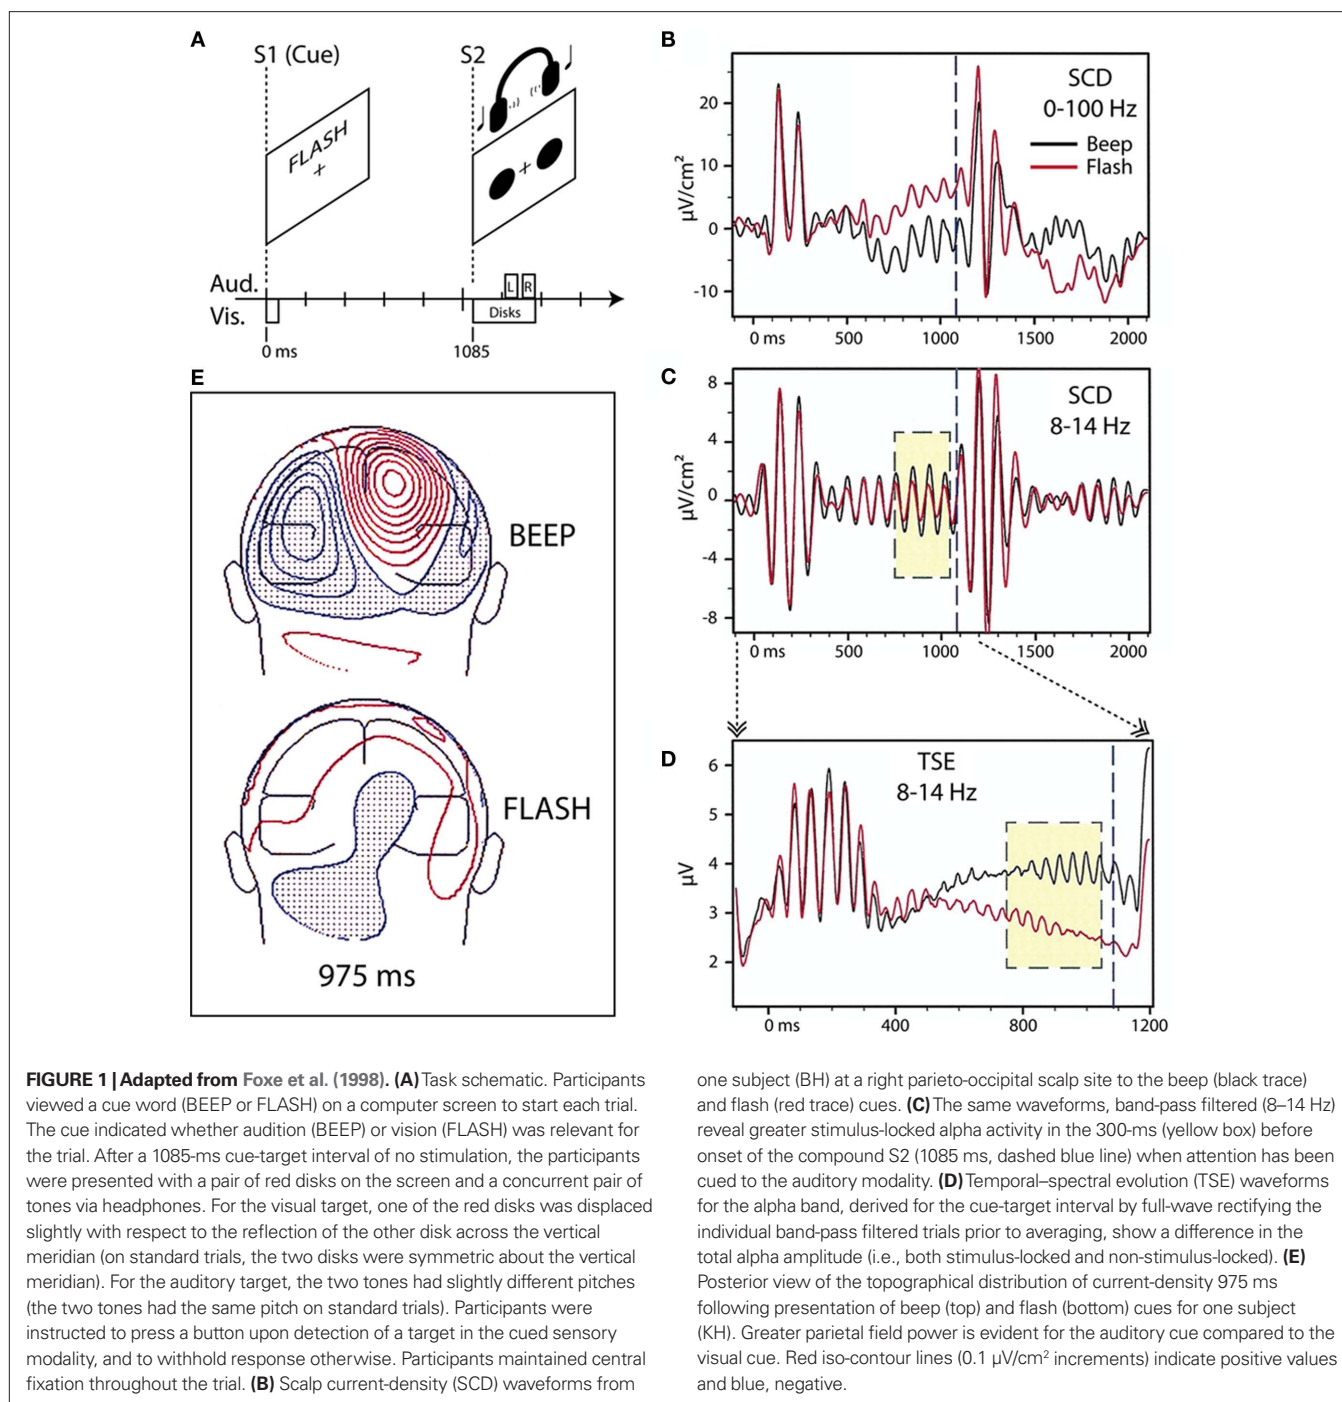 A
S1 (Cue)
S2
FLASH
+
+
Aud.
Vis.
L
R
Disks
0 ms
1085
B
SCD
0-100 Hz
Beep
Flash
µV/cm²
20
10
0
-10
0 ms
500
1000
1500
2000
C
SCD
8-14 Hz
µV/cm²
8
4
0
-4
-8
0 ms
500
1000
1500
2000
D
TSE
8-14 Hz
µV
6
5
4
3
2
0 ms
400
800
1200
E
BEEP
FLASH
975 ms
FIGURE 1 | Adapted from Foxe et al. (1998). (A) Task schematic. Participants
viewed a cue word (BEEP or FLASH) on a computer screen to start each trial.
The cue indicated whether audition (BEEP) or vision (FLASH) was relevant for
the trial. After a 1085-ms cue-target interval of no stimulation, the participants
were presented with a pair of red disks on the screen and a concurrent pair of
tones via headphones. For the visual target, one of the red disks was displaced
slightly with respect to the reflection of the other disk across the vertical
meridian (on standard trials, the two disks were symmetric about the vertical
meridian). For the auditory target, the two tones had slightly different pitches
(the two tones had the same pitch on standard trials). Participants were
instructed to press a button upon detection of a target in the cued sensory
modality, and to withhold response otherwise. Participants maintained central
fixation throughout the trial. (B) Scalp current-density (SCD) waveforms from
one subject (BH) at a right parieto-occipital scalp site to the beep (black trace)
and flash (red trace) cues. (C) The same waveforms, band-pass filtered (8–14 Hz)
reveal greater stimulus-locked alpha activity in the 300-ms (yellow box) before
onset of the compound S2 (1085 ms, dashed blue line) when attention has been
cued to the auditory modality. (D) Temporal–spectral evolution (TSE) waveforms
for the alpha band, derived for the cue-target interval by full-wave rectifying the
individual band-pass filtered trials prior to averaging, show a difference in the
total alpha amplitude (i.e., both stimulus-locked and non-stimulus-locked). (E)
Posterior view of the topographical distribution of current-density 975 ms
following presentation of beep (top) and flash (bottom) cues for one subject
(KH). Greater parietal field power is evident for the auditory cue compared to the
visual cue. Red iso-contour lines (0.1 µV/cm² increments) indicate positive values
and blue, negative.